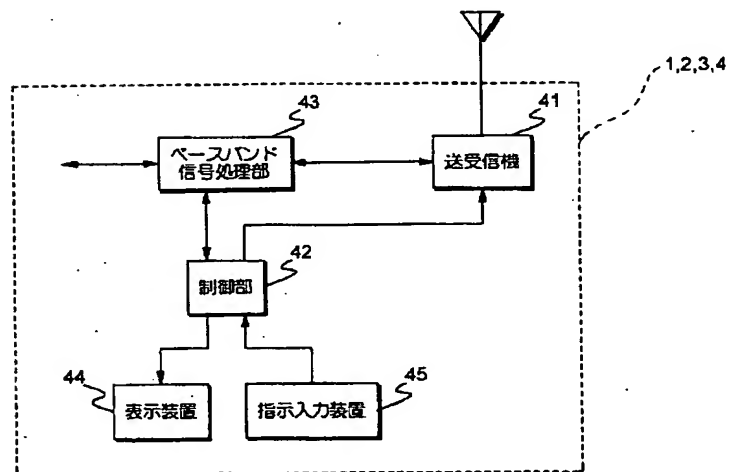 1,2,3,4
43
41
ベースバンド
信号処理部
送受信機
42
制御部
44
45
表示装置
指示入力装置